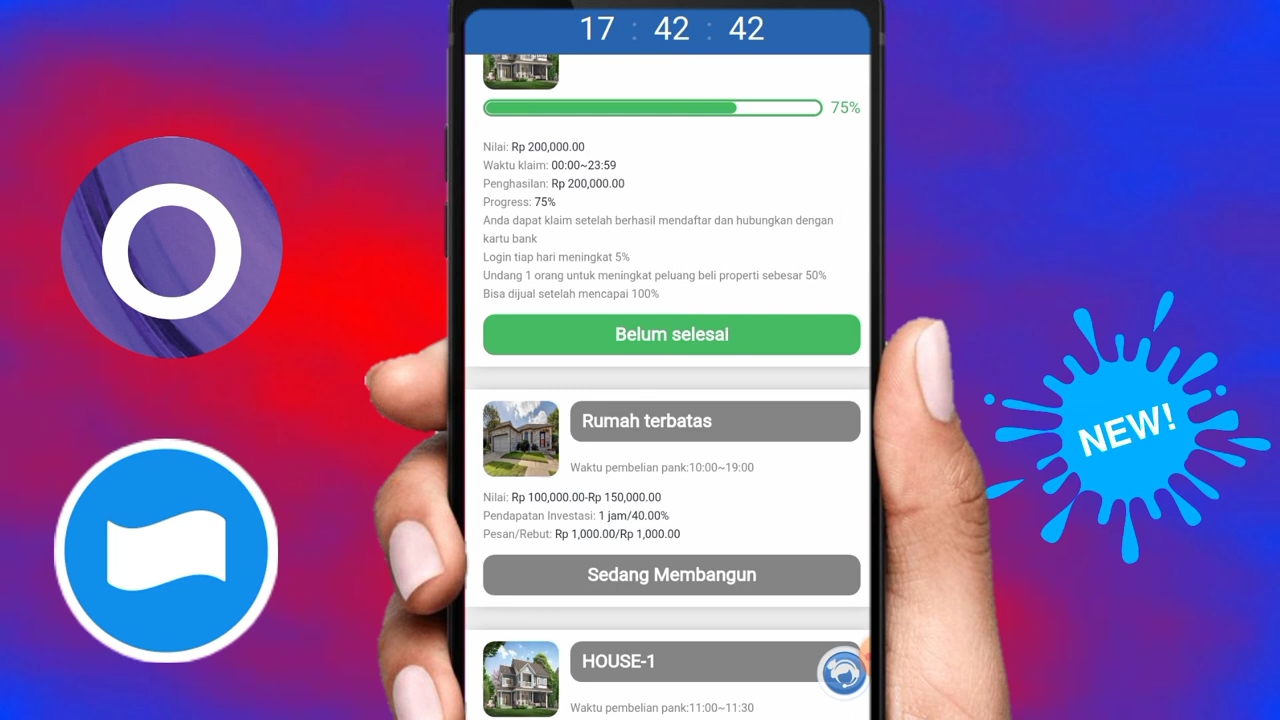 17 : 42 : 42
75%
Nilai: Rp 200,000.00
Waktu klaim: 00:00~23:59
Penghasilan: Rp 200,000.00
Progress: 75%
Anda dapat klaim setelah berhasil mendaftar dan hubungkan dengan
kartu bank
Login tiap hari meningkat 5%
Undang 1 orang untuk meningkat peluang beli properti sebesar 50%
Bisa dijual setelah mencapai 100%
Belum selesai
Rumah terbatas
Waktu pembelian pank:10:00~19:00
Nilai: Rp 100,000.00-Rp 150,000.00
Pendapatan Investasi: 1 jam/40.00%
Pesan/Rebut: Rp 1,000.00/Rp 1,000.00
Sedang Membangun
HOUSE-1
Waktu pembelian pank:11:00~11:30
NEW!